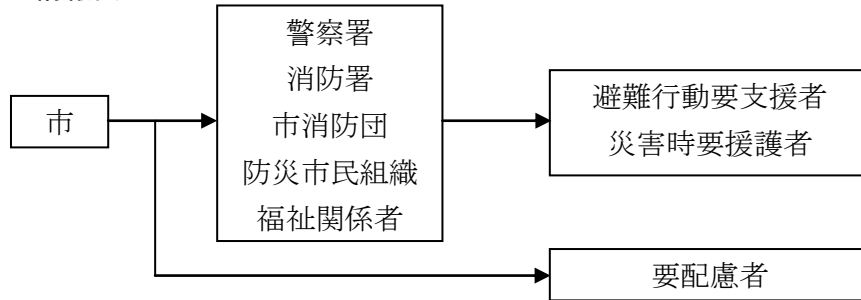 市
警察署
消防署
市消防団
防災市民組織
福祉関係者
避難行動要支援者
災害時要援護者
要配慮者